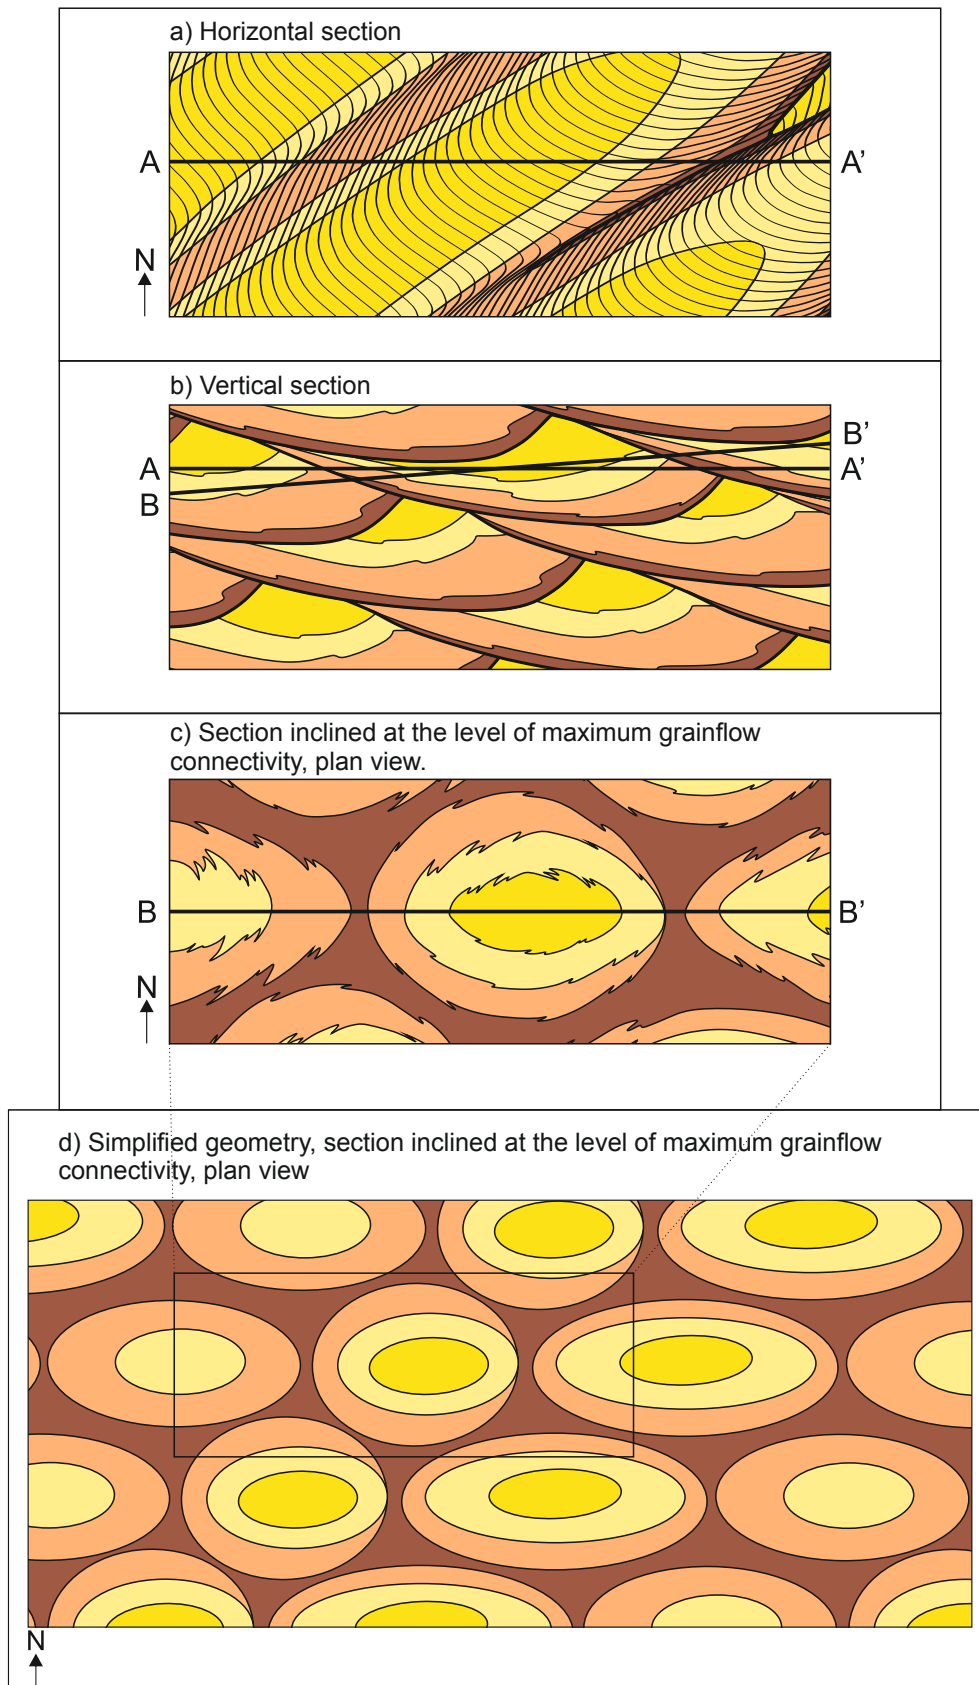 a) Horizontal section
A A’
N
b) Vertical section
B’
A A’
B
c) Section inclined at the level of maximum grainflow
connectivity, plan view.
B B’
N
d) Simplified geometry, section inclined at the level of maximum grainflow
connectivity, plan view
N